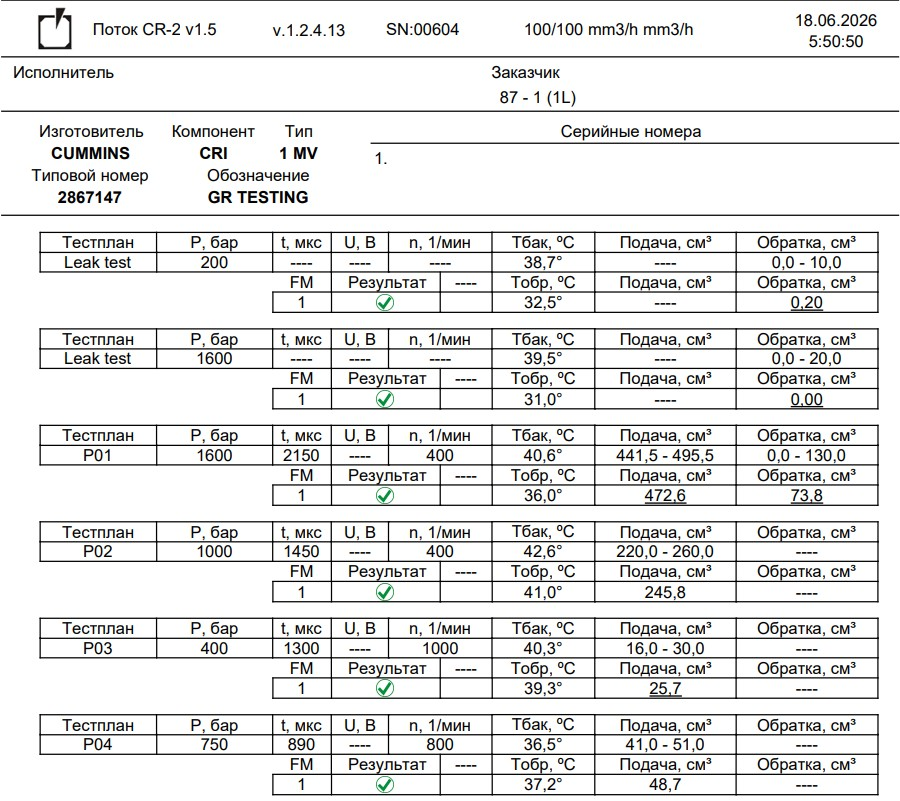 Поток CR-2 v1.5 v.1.2.4.13 SN:00604 100/100 mm3/h mm3/h 18.06.2026
5:50:50
Исполнитель Заказчик
87 - 1 (1L)
Изготовитель Компонент Тип Серийные номера
CUMMINS CRI 1 MV 1.
Типовой номер Обозначение
2867147 GR TESTING
Тестплан P, бар t, мкс U, В n, 1/мин Тбак, ºC Подача, см³ Обратка, см³
Leak test 200 ---- ---- ---- 38,7° ---- 0,0 - 10,0
FM Результат ---- Тобр, ºC Подача, см³ Обратка, см³
1 32,5° ---- 0,20
Тестплан P, бар t, мкс U, В n, 1/мин Тбак, ºC Подача, см³ Обратка, см³
Leak test 1600 ---- ---- ---- 39,5° ---- 0,0 - 20,0
FM Результат ---- Тобр, ºC Подача, см³ Обратка, см³
1 31,0° ---- 0,00
Тестплан P, бар t, мкс U, В n, 1/мин Тбак, ºC Подача, см³ Обратка, см³
P01 1600 2150 ---- 400 40,6° 441,5 - 495,5 0,0 - 130,0
FM Результат ---- Тобр, ºC Подача, см³ Обратка, см³
1 36,0° 472,6 73,8
Тестплан P, бар t, мкс U, В n, 1/мин Тбак, ºC Подача, см³ Обратка, см³
P02 1000 1450 ---- 400 42,6° 220,0 - 260,0 ----
FM Результат ---- Тобр, ºC Подача, см³ Обратка, см³
1 41,0° 245,8 ----
Тестплан P, бар t, мкс U, В n, 1/мин Тбак, ºC Подача, см³ Обратка, см³
P03 400 1300 ---- 1000 40,3° 16,0 - 30,0 ----
FM Результат ---- Тобр, ºC Подача, см³ Обратка, см³
1 39,3° 25,7 ----
Тестплан P, бар t, мкс U, В n, 1/мин Тбак, ºC Подача, см³ Обратка, см³
P04 750 890 ---- 800 36,5° 41,0 - 51,0 ----
FM Результат ---- Тобр, ºC Подача, см³ Обратка, см³
1 37,2° 48,7 ----